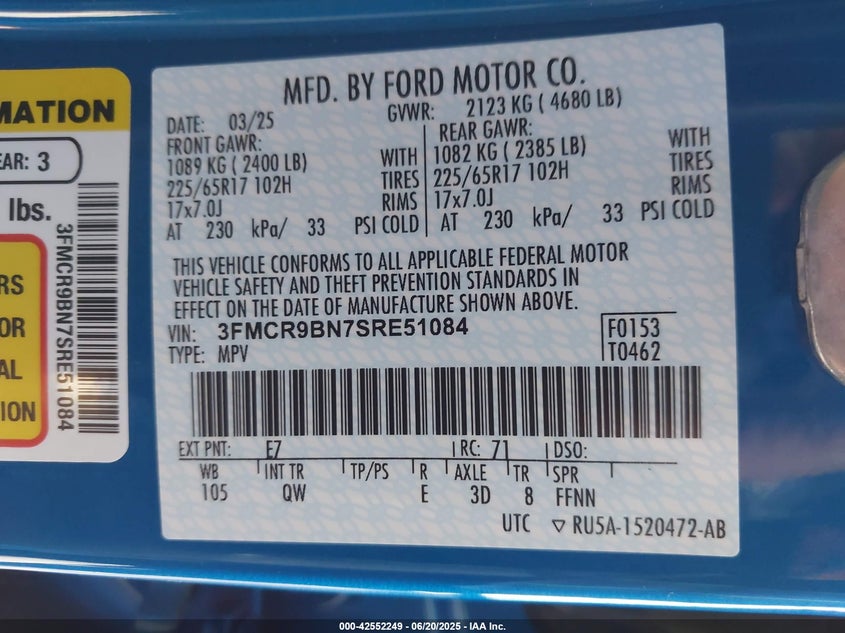 MATION
EAR: 3
lbs.
3FMCR9BN7SRE51084
RS
OR
AL
ION
MFD. BY FORD MOTOR CO.
DATE: 03/25 GVWR: 2123 KG ( 4680 LB)
FRONT GAWR: REAR GAWR:
1089 KG ( 2400 LB) WITH 1082 KG ( 2385 LB) WITH
225/65R17 102H TIRES 225/65R17 102H TIRES
17x7.0J RIMS 17x7.0J RIMS
AT 230 kPa/ 33 PSI COLD AT 230 kPa/ 33 PSI COLD
THIS VEHICLE CONFORMS TO ALL APPLICABLE FEDERAL MOTOR
VEHICLE SAFETY AND THEFT PREVENTION STANDARDS IN
EFFECT ON THE DATE OF MANUFACTURE SHOWN ABOVE.
VIN: 3FMCR9BN7SRE51084 F0153
TYPE: MPV T0462
EXT PNT: E7 RC: 71 DSO:
WB INT TR TP/PS R AXLE TR SPR
105 QW E 3D 8 FFNN
UTC ▽ RU5A-1520472-AB
000-42552249 - 06/20/2025 - IAA Inc.